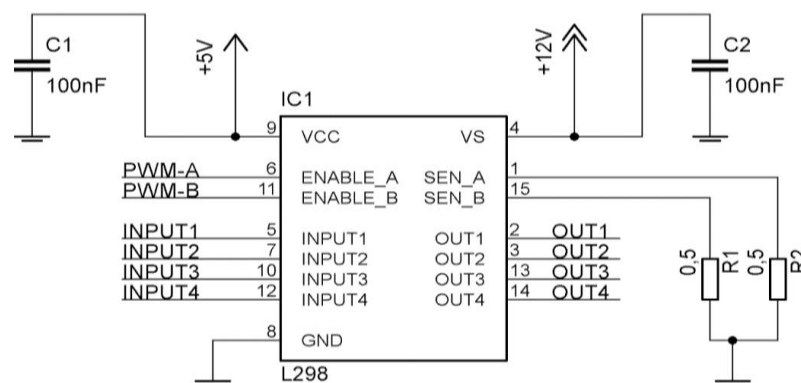 C1
100nF
+5V
+12V
C2
100nF
IC1
9 VCC VS 4
PWM-A 6 ENABLE_A SEN_A 1
PWM-B 11 ENABLE_B SEN_B 15
INPUT1 5 INPUT1 OUT1 2 OUT1
INPUT2 7 INPUT2 OUT2 3 OUT2
INPUT3 10 INPUT3 OUT3 13 OUT3
INPUT4 12 INPUT4 OUT4 14 OUT4
0,5 R1
0,5 R2
8 GND
L298